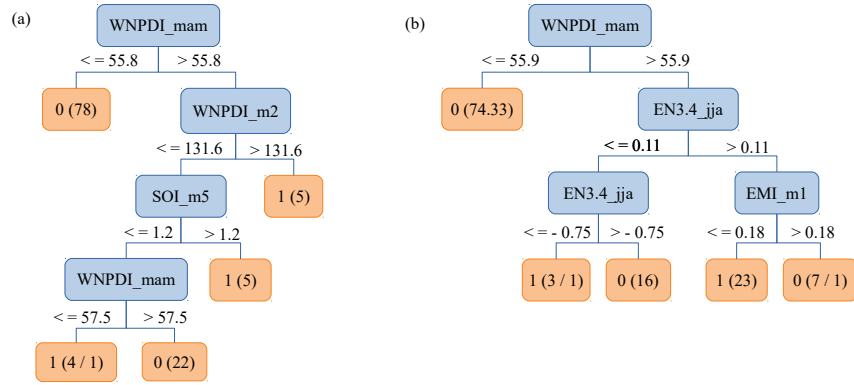 (a)
WNPDI_mam
< = 55.8
> 55.8
0 (78)
WNPDI_m2
< = 131.6
> 131.6
SOI_m5
1 (5)
< = 1.2
> 1.2
WNPDI_mam
1 (5)
< = 57.5
> 57.5
1 (4 / 1)
0 (22)
(b)
WNPDI_mam
< = 55.9
> 55.9
0 (74.33)
EN3.4_jja
< = 0.11
> 0.11
EN3.4_jja
EMI_m1
< = - 0.75
> - 0.75
< = 0.18
> 0.18
1 (3 / 1)
0 (16)
1 (23)
0 (7 / 1)